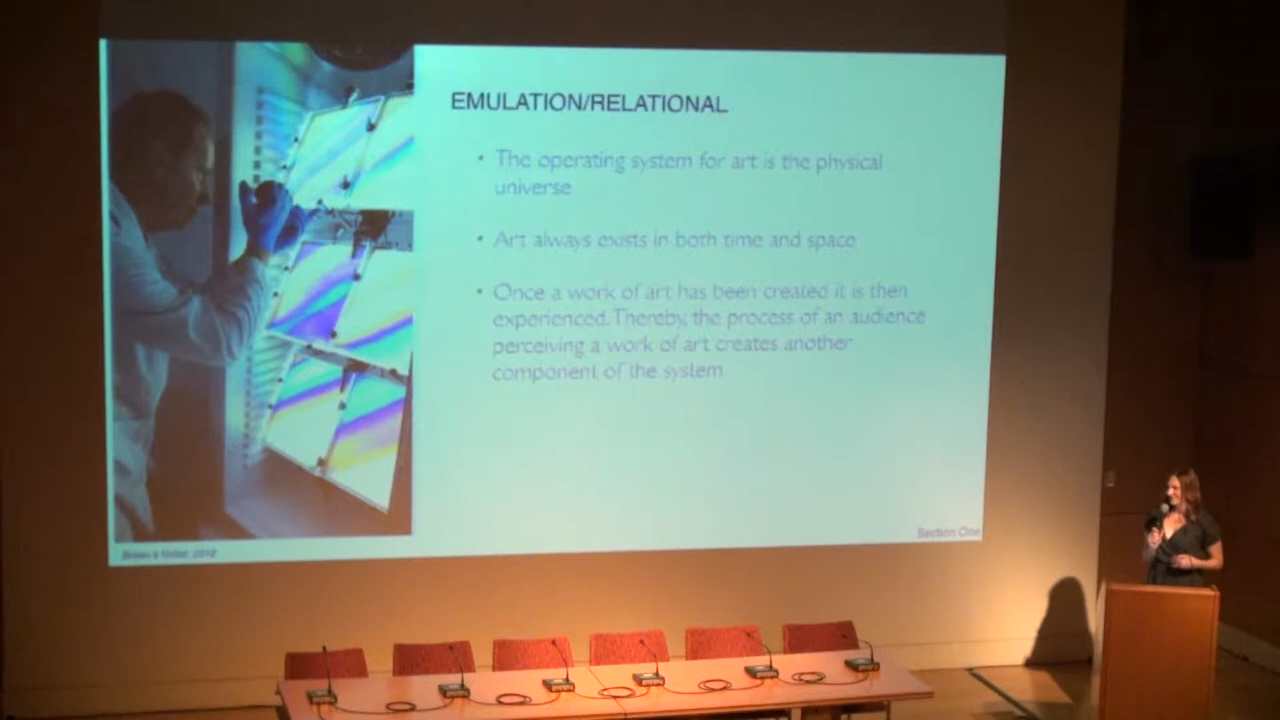 EMULATION/RELATIONAL
• The operating system for art is the physical
universe
• Art always exists in both time and space
• Once a work of art has been created it is then
experienced. Thereby, the process of an audience
perceiving a work of art creates another
component of the system
Section One
2012